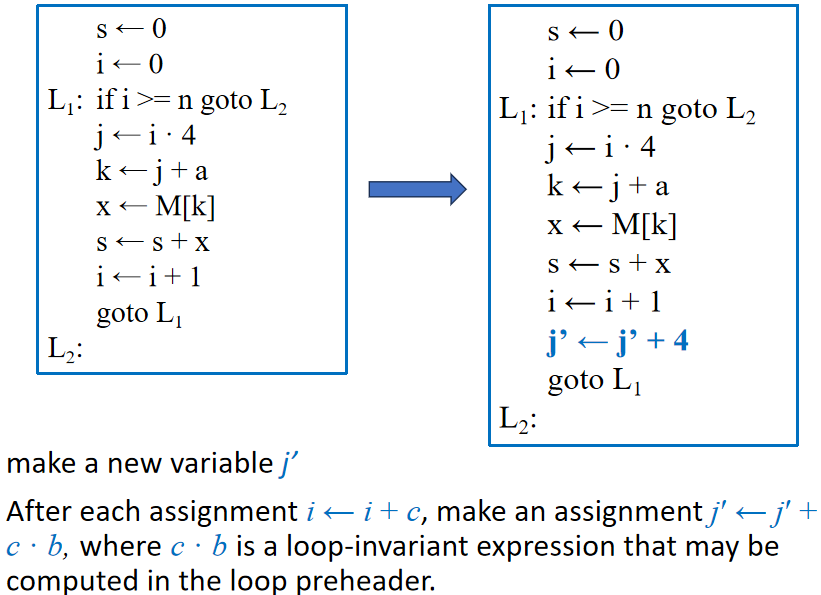 s ← 0
i ← 0
L₁: if i >= n goto L₂
j ← i · 4
k ← j + a
x ← M[k]
s ← s + x
i ← i + 1
goto L₁
L₂:
s ← 0
i ← 0
L₁: if i >= n goto L₂
j ← i · 4
k ← j + a
x ← M[k]
s ← s + x
i ← i + 1
j’ ← j’ + 4
goto L₁
L₂:
make a new variable j’
After each assignment i ← i + c, make an assignment j′ ← j′ +
c · b, where c · b is a loop-invariant expression that may be
computed in the loop preheader.